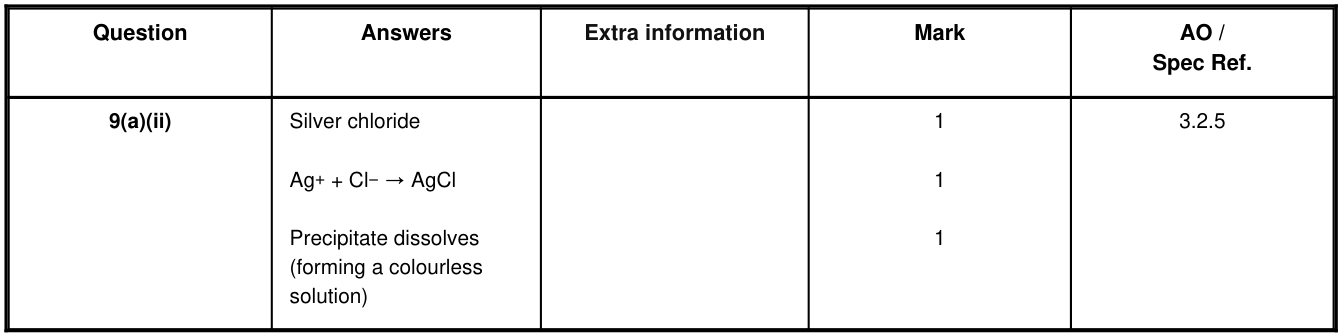 Question Answers Extra information Mark AO /
Spec Ref.
9(a)(ii) Silver chloride 1 3.2.5
Ag+ + Cl– → AgCl 1
Precipitate dissolves 1
(forming a colourless
solution)